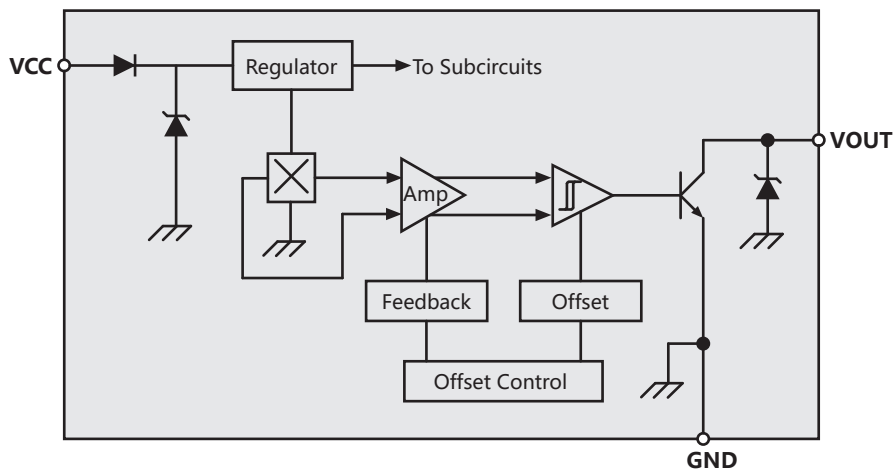 VCC
Regulator
To Subcircuits
VOUT
Amp
Feedback
Offset
Offset Control
GND